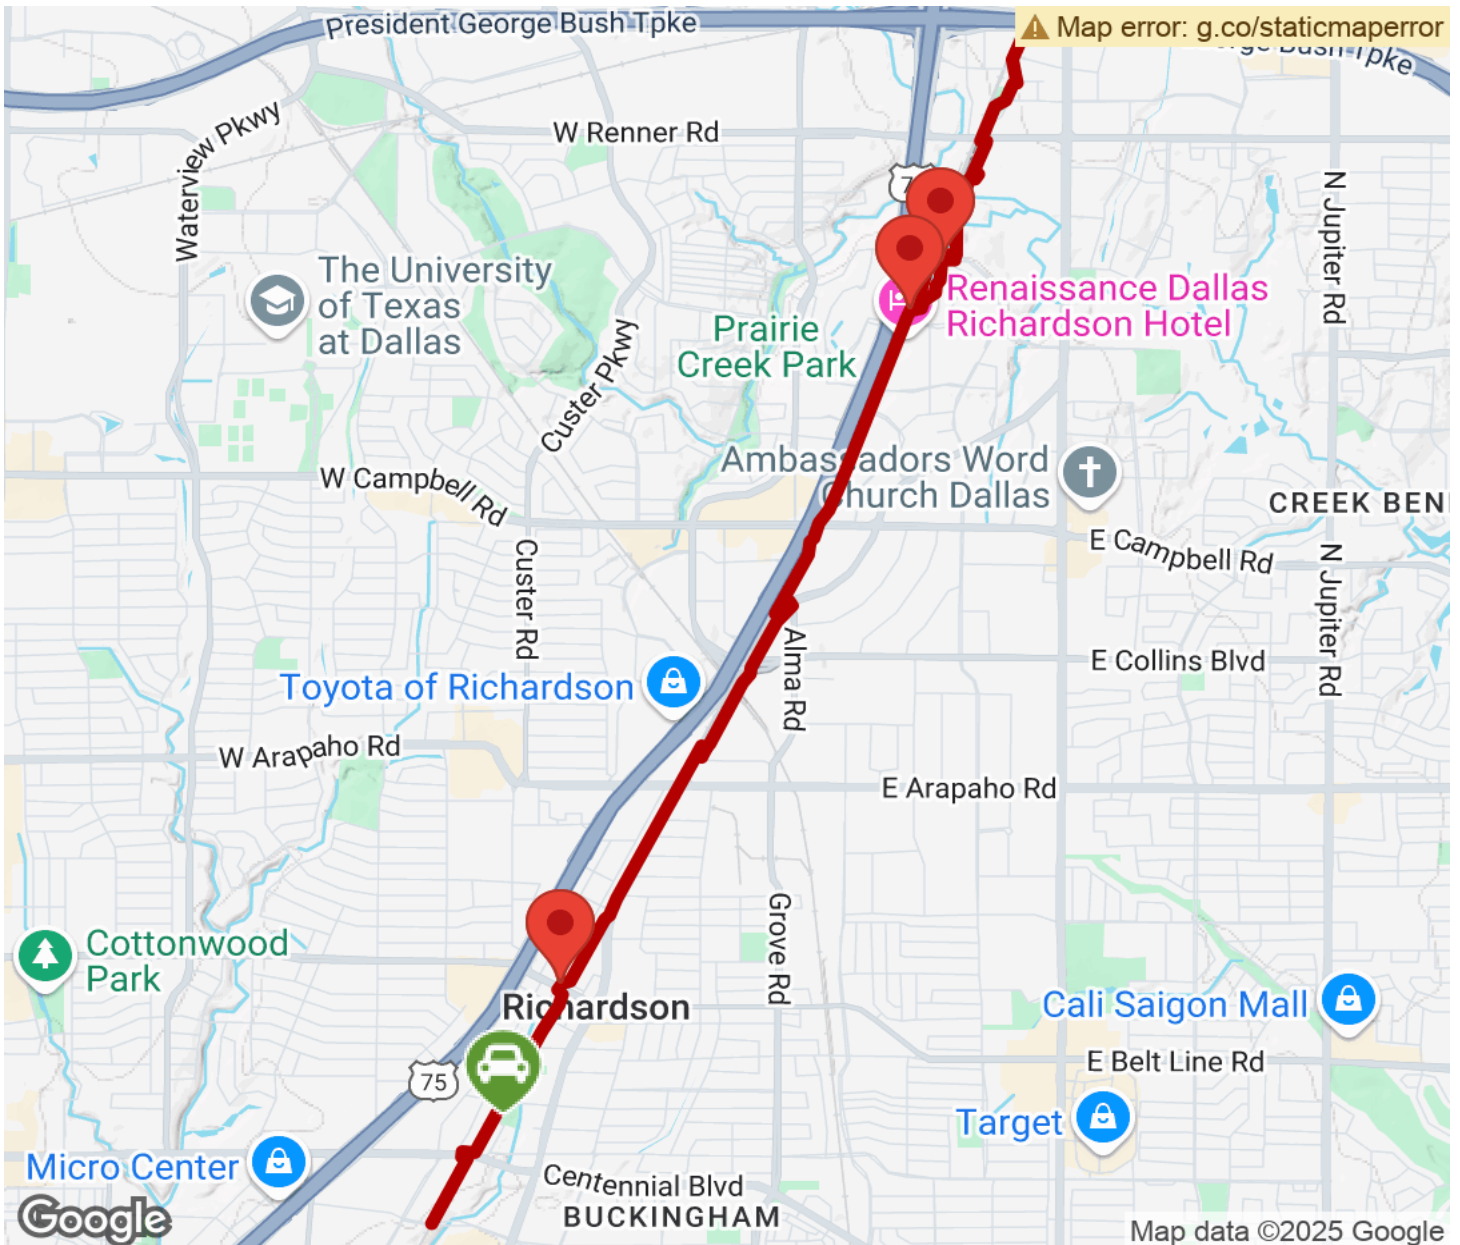 President George Bush Tpke
Map error: g.co/staticmaperror
George Bush Tpke
W Renner Rd
Waterview Pkwy
N Jupiter Rd
The University
of Texas
at Dallas
Renaissance Dallas
Richardson Hotel
Prairie
Creek Park
Custer Pkwy
Ambassadors Word
Church Dallas
W Campbell Rd
CREEK BEN
E Campbell Rd
Custer Rd
N Jupiter Rd
Alma Rd
E Collins Blvd
Toyota of Richardson
W Arapaho Rd
E Arapaho Rd
Grove Rd
Cottonwood
Park
Richardson
Cali Saigon Mall
E Belt Line Rd
75
Target
Micro Center
Centennial Blvd
BUCKINGHAM
Google
Map data ©2025 Google